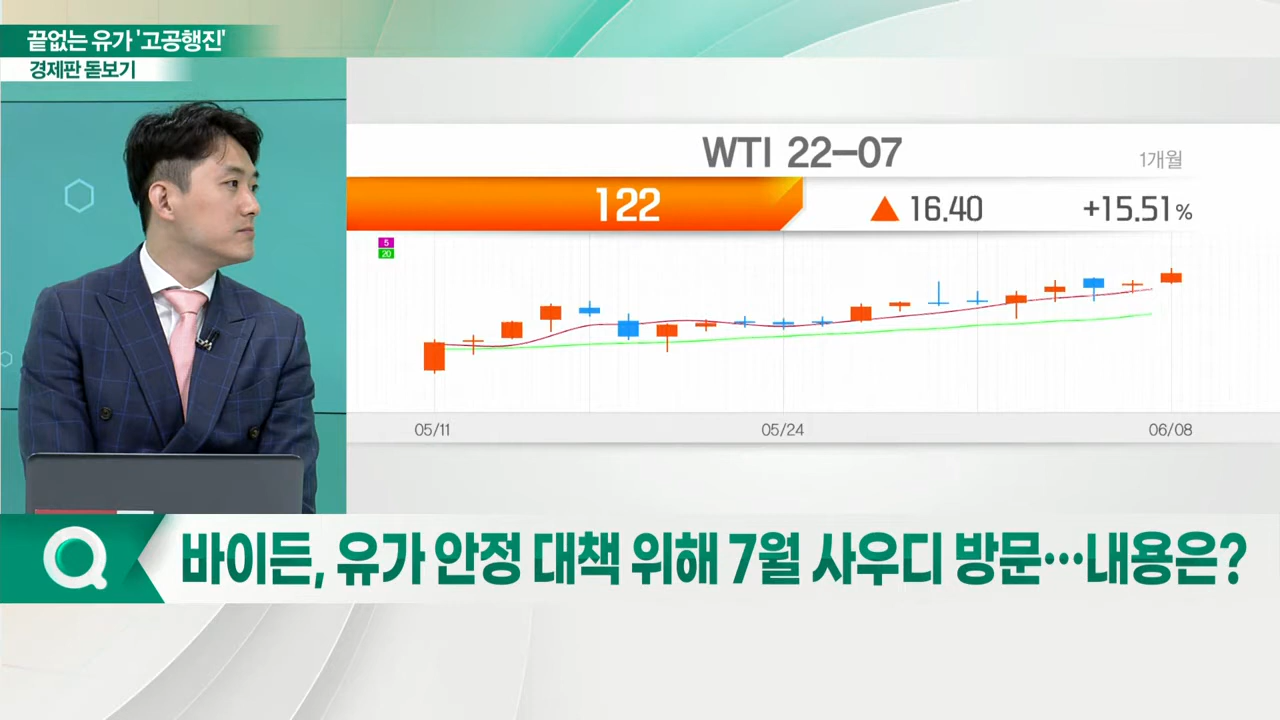 끝없는 유가 '고공행진'
경제판 돋보기
WTI 22-07
1개월
122
▲ 16.40
+15.51%
5
20
05/11
05/24
06/08
Q
바이든, 유가 안정 대책 위해 7월 사우디 방문…내용은?